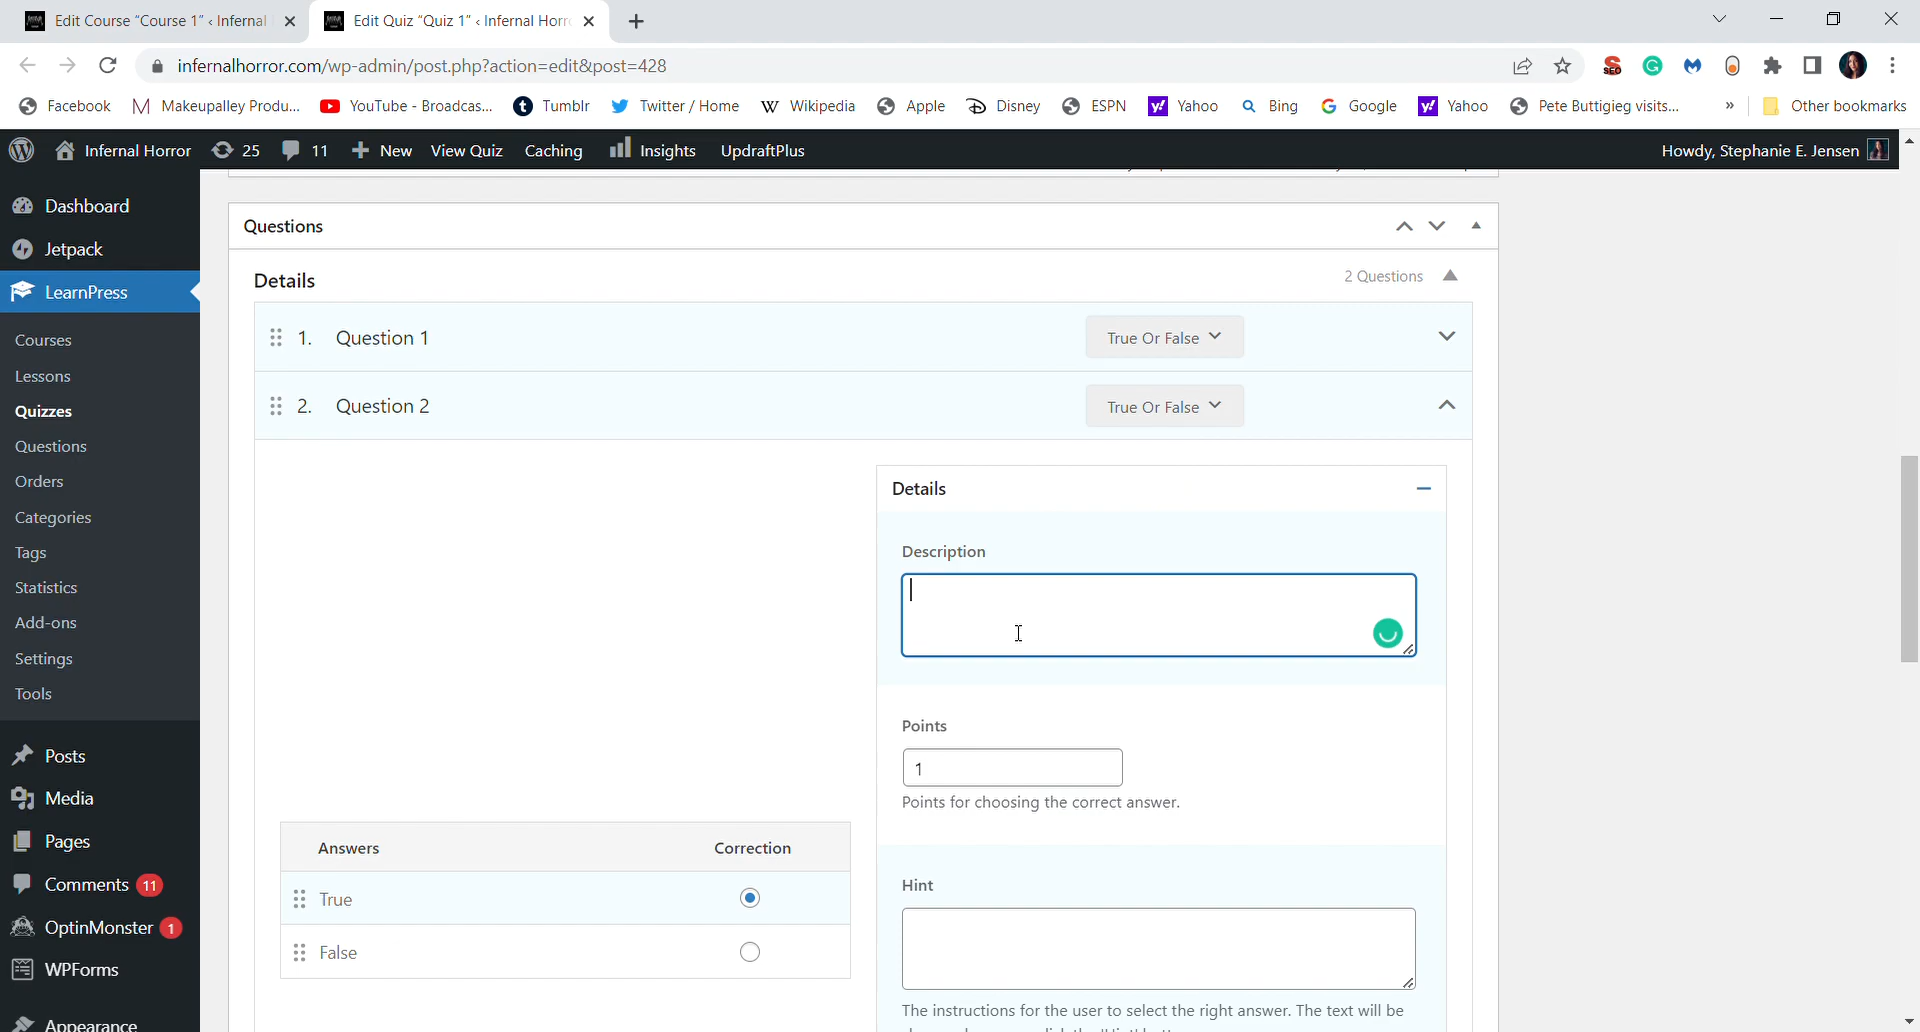 Edit Course “Course 1” ‹ Infernal
Edit Quiz “Quiz 1” ‹ Infernal Horr
infernalhorror.com/wp-admin/post.php?action=edit&post=428
Facebook
Makeupalley Produ...
YouTube - Broadcas...
Tumblr
Twitter / Home
Wikipedia
Apple
Disney
ESPN
Yahoo
Bing
Google
Yahoo
Pete Buttigieg visits...
»
Other bookmarks
Infernal Horror
25
11
New
View Quiz
Caching
Insights
UpdraftPlus
Howdy, Stephanie E. Jensen
Dashboard
Jetpack
LearnPress
Courses
Lessons
Quizzes
Questions
Orders
Categories
Tags
Statistics
Add-ons
Settings
Tools
Posts
Media
Pages
Comments 11
OptinMonster 1
WPForms
Appearance
Questions
Details
2 Questions
1. Question 1
True Or False
2. Question 2
True Or False
Details
Description
Points
1
Points for choosing the correct answer.
Answers
Correction
True
False
Hint
The instructions for the user to select the right answer. The text will be